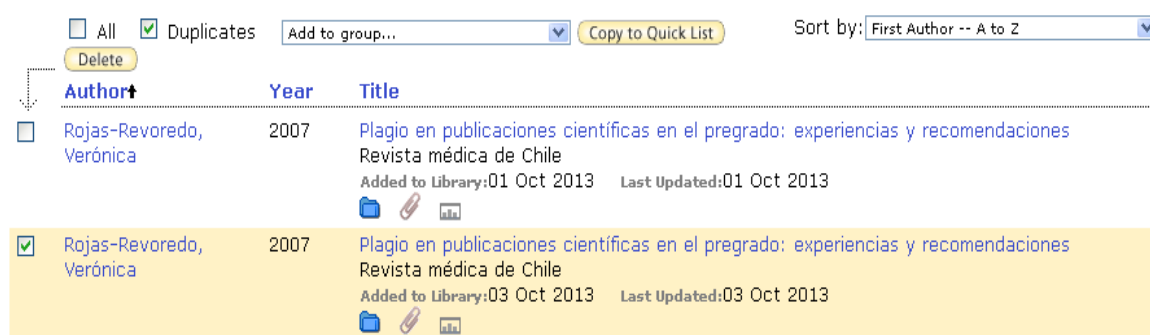 All Duplicates Add to group... Copy to Quick List Sort by: First Author -- A to Z
Delete
Author Year Title
Rojas-Revoredo, 2007 Plagio en publicaciones científicas en el pregrado: experiencias y recomendaciones
Verónica Revista médica de Chile
Added to Library:01 Oct 2013 Last Updated:01 Oct 2013
Rojas-Revoredo, 2007 Plagio en publicaciones científicas en el pregrado: experiencias y recomendaciones
Verónica Revista médica de Chile
Added to Library:03 Oct 2013 Last Updated:03 Oct 2013